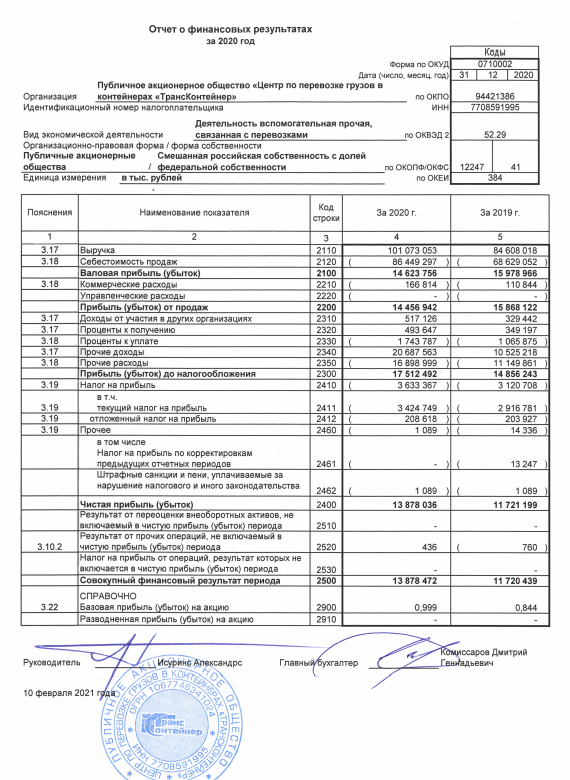 Отчет о финансовых результатах
за 2020 год
Коды
Форма по ОКУД 0710002
Дата (число, месяц, год) 31 12 2020
Публичное акционерное общество «Центр по перевозке грузов в
Организация контейнерах «ТрансКонтейнер» по ОКПО 94421386
Идентификационный номер налогоплательщика ИНН 7708591995
Деятельность вспомогательная прочая,
Вид экономической деятельности связанная с перевозками по ОКВЭД 2 52.29
Организационно-правовая форма / форма собственности
Публичные акционерные Смешанная российская собственность с долей
общества / федеральной собственности по ОКОПФ/ОКФС 12247 41
Единица измерения в тыс. рублей по ОКЕИ 384
Пояснения Наименование показателя Код строки За 2020 г. За 2019 г.
1 2 3 4 5
3.17 Выручка 2110 101 073 053 84 608 018
3.18 Себестоимость продаж 2120 ( 86 449 297 ) ( 68 629 052 )
Валовая прибыль (убыток) 2100 14 623 756 15 978 966
3.18 Коммерческие расходы 2210 ( 166 814 ) ( 110 844 )
Управленческие расходы 2220 ( - ) ( - )
Прибыль (убыток) от продаж 2200 14 456 942 15 868 122
3.17 Доходы от участия в других организациях 2310 517 126 329 442
3.17 Проценты к получению 2320 493 647 349 197
3.18 Проценты к уплате 2330 ( 1 743 787 ) ( 1 065 875 )
3.17 Прочие доходы 2340 20 687 563 10 525 218
3.18 Прочие расходы 2350 ( 16 898 999 ) ( 11 149 861 )
Прибыль (убыток) до налогообложения 2300 17 512 492 14 856 243
3.19 Налог на прибыль 2410 ( 3 633 367 ) ( 3 120 708 )
в т.ч.
3.19 текущий налог на прибыль 2411 ( 3 424 749 ) ( 2 916 781 )
3.19 отложенный налог на прибыль 2412 ( 208 618 ) ( 203 927 )
3.19 Прочее 2460 ( 1 089 ) ( 14 336 )
в том числе
Налог на прибыль по корректировкам
предыдущих отчетных периодов 2461 ( - ) ( 13 247 )
Штрафные санкции и пени, уплачиваемые за
нарушение налогового и иного законодательства
2462 ( 1 089 ) ( 1 089 )
Чистая прибыль (убыток) 2400 13 878 036 11 721 199
Результат от переоценки внеоборотных активов, не
включаемый в чистую прибыль (убыток) периода 2510 - -
Результат от прочих операций, не включаемый в
3.10.2 чистую прибыль (убыток) периода 2520 436 ( 760 )
Налог на прибыль от операций, результат которых не
включается в чистую прибыль (убыток) периода 2530 - -
Совокупный финансовый результат периода 2500 13 878 472 11 720 439
СПРАВОЧНО
3.22 Базовая прибыль (убыток) на акцию 2900 0,999 0,844
Разводненная прибыль (убыток) на акцию 2910 - -
Комиссаров Дмитрий
Руководитель Исуринс Александрс Главный бухгалтер Геннадьевич
10 февраля 2021 года
ПУБЛИЧНОЕ АКЦИОНЕРНОЕ ОБЩЕСТВО
ЦЕНТР ПО ПЕРЕВОЗКЕ ГРУЗОВ В КОНТЕЙНЕРАХ «ТРАНСКОНТЕЙНЕР»
ОГРН 1067746341024
Транс
Контейнер
ИНН 7708591995